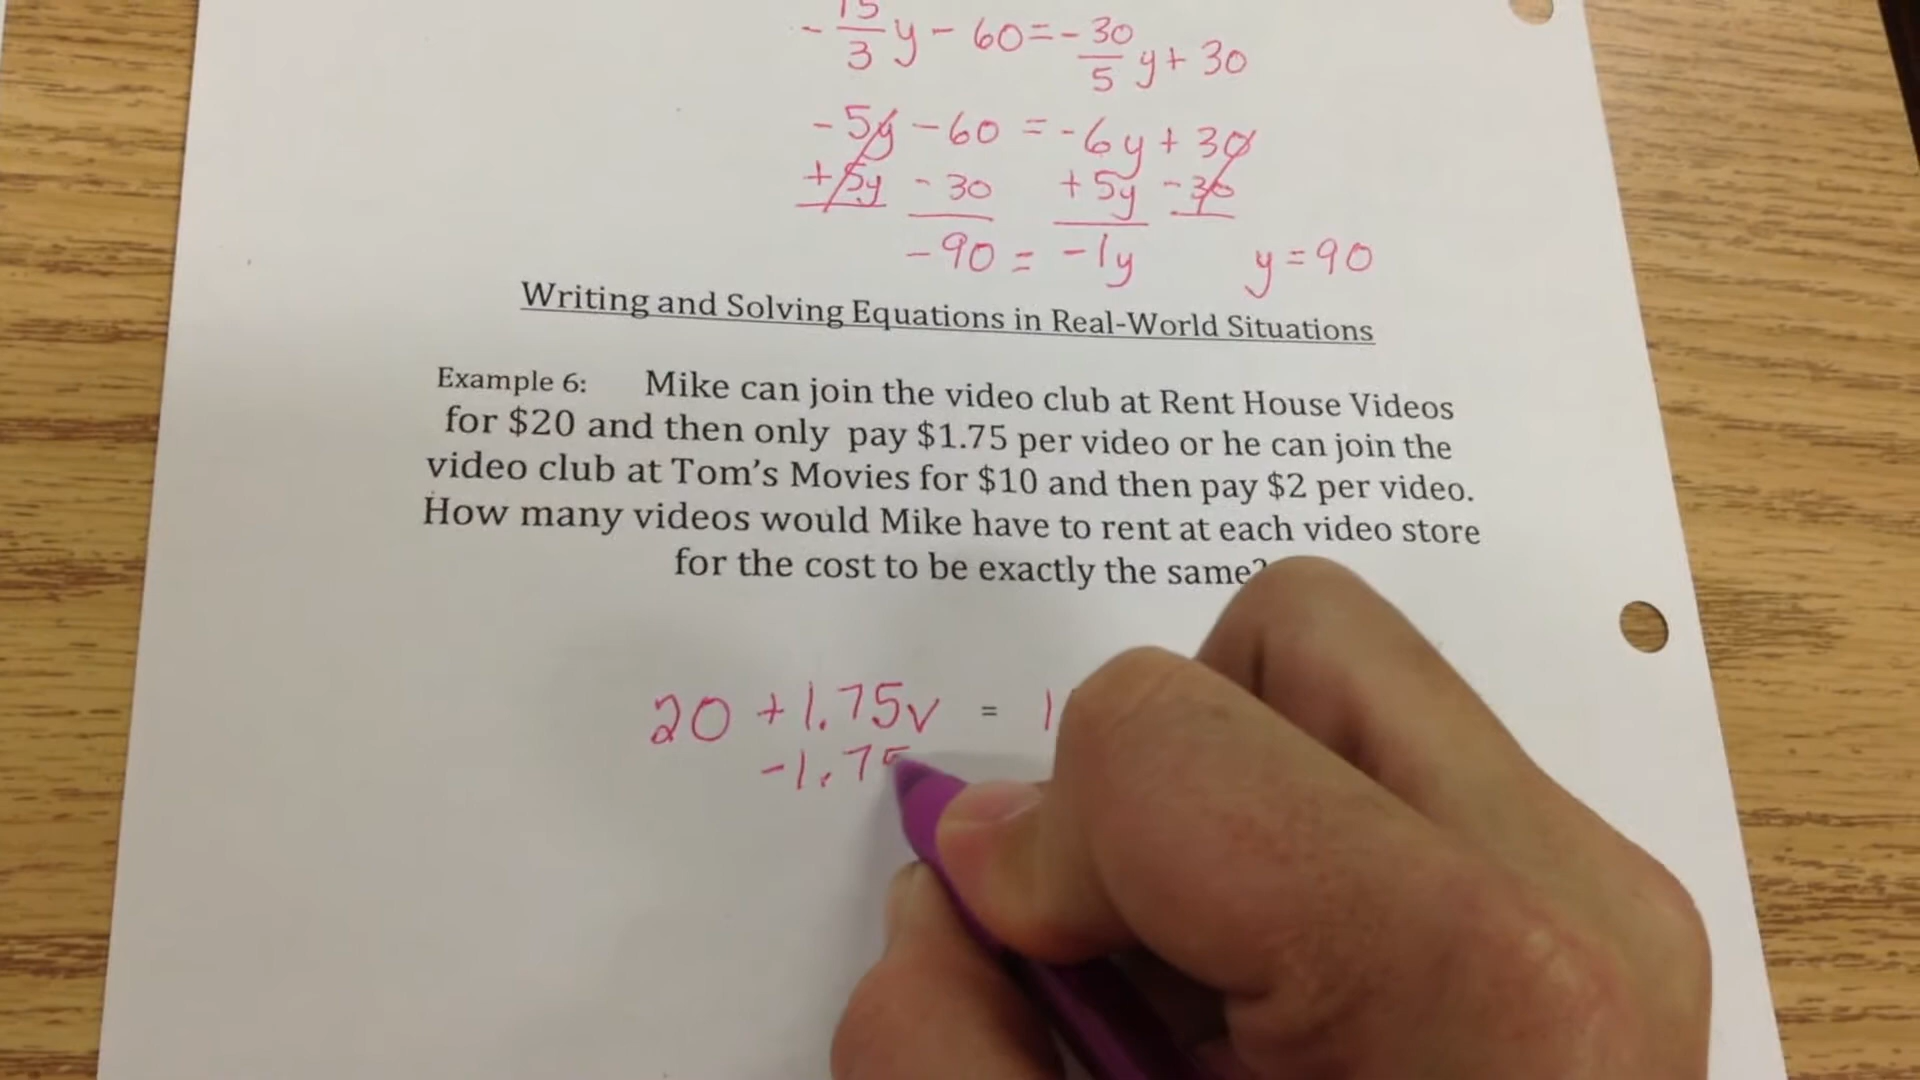 - 15/3 y - 60 = - 30/5 y + 30
- 5y - 60 = - 6y + 30
+ 5y - 30 + 5y - 30
- 90 = - 1y y = 90
Writing and Solving Equations in Real-World Situations
Example 6: Mike can join the video club at Rent House Videos
for $20 and then only pay $1.75 per video or he can join the
video club at Tom's Movies for $10 and then pay $2 per video.
How many videos would Mike have to rent at each video store
for the cost to be exactly the same?
20 + 1.75v = 1
- 1.75